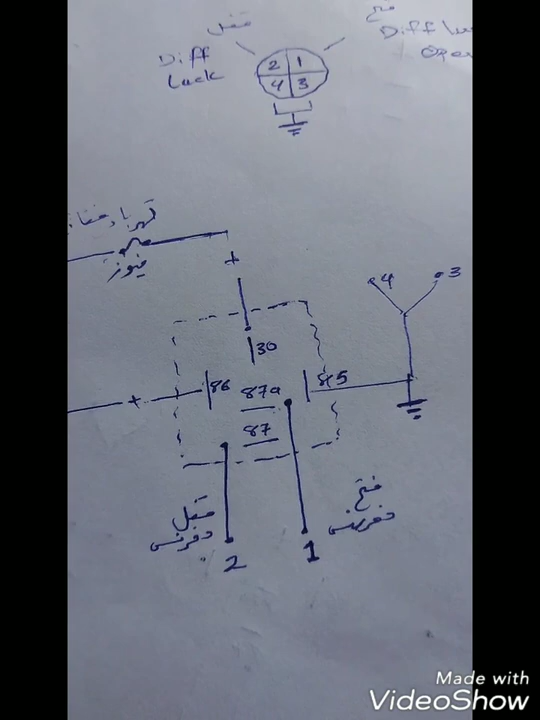 قفل
فتح
Diff
Lock
Diff
2 1
4 3
فيوز
+
30
4 3
86
87a
85
+
87
قفل
دفرنس
فتح
دفرنس
2
1
Made with
VideoShow